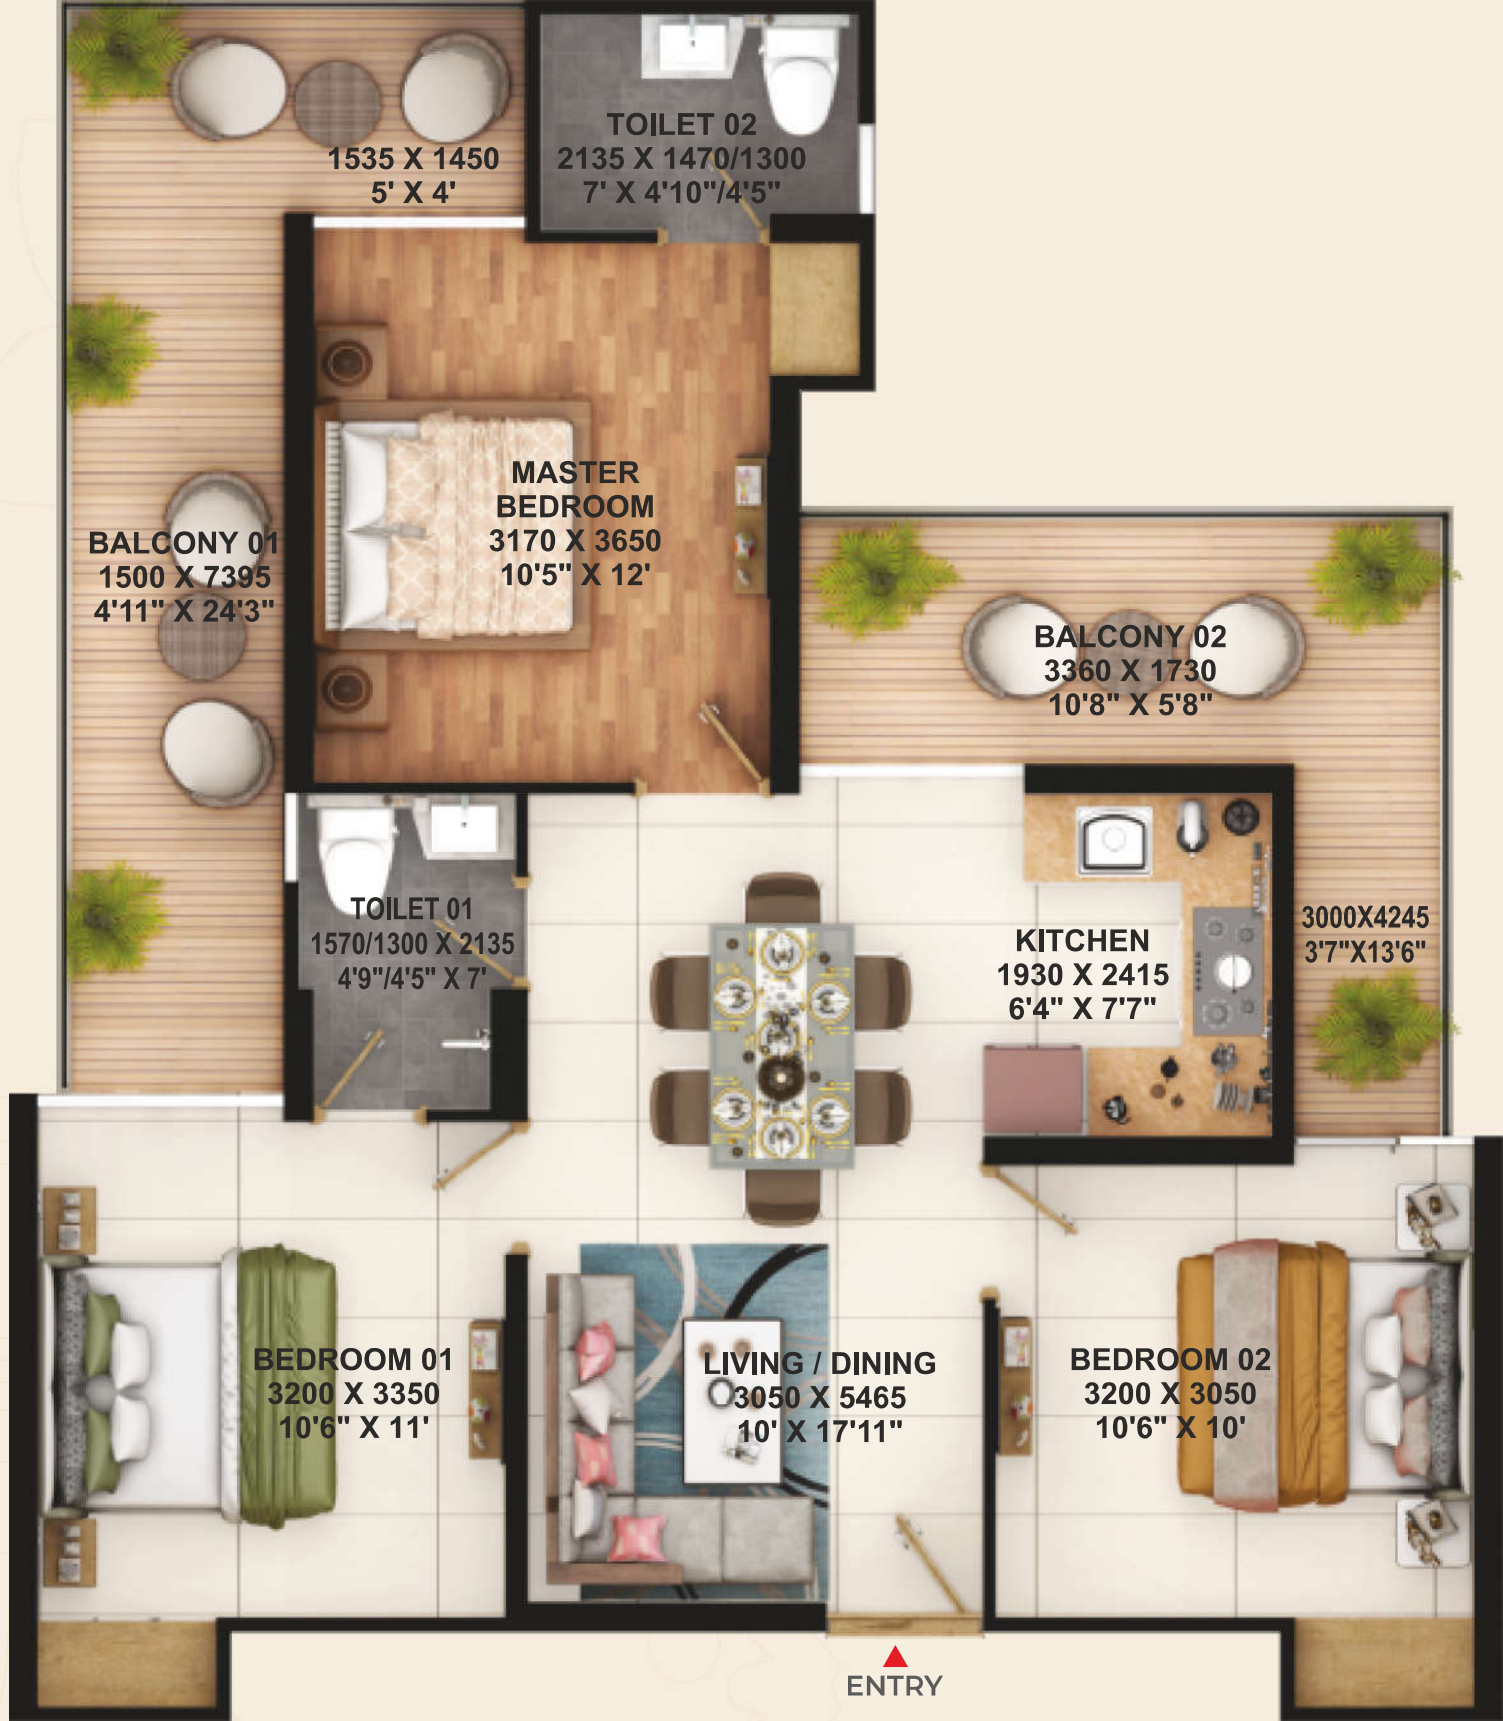 1535 X 1450
5' X 4'
TOILET 02
2135 X 1470/1300
7' X 4'10"/4'5"
MASTER
BEDROOM
3170 X 3650
10'5" X 12'
BALCONY 01
1500 X 7395
4'11" X 24'3"
BALCONY 02
3360 X 1730
10'8" X 5'8"
TOILET 01
1570/1300 X 2135
4'9"/4'5" X 7'
KITCHEN
1930 X 2415
6'4" X 7'7"
3000X4245
3'7"X13'6"
BEDROOM 01
3200 X 3350
10'6" X 11'
LIVING / DINING
3050 X 5465
10' X 17'11"
BEDROOM 02
3200 X 3050
10'6" X 10'
ENTRY